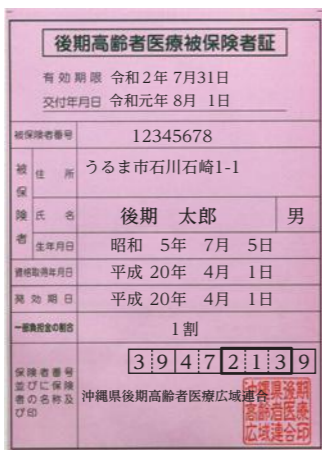 後期高齢者医療被保険者証
有効期限 令和2年 7月31日
交付年月日 令和元年 8月 1日
被保険者番号 12345678
被保険者
住所 うるま市石川石崎1-1
氏名 後期 太郎 男
生年月日 昭和 5年 7月 5日
資格取得年月日 平成 20年 4月 1日
発効期日 平成 20年 4月 1日
一部負担金の割合 1割
保険者番号
並びに保険
者の名称及
び印
39472139
沖縄県後期高齢者医療広域連合
沖縄県後期
高齢者医療
広域連合印